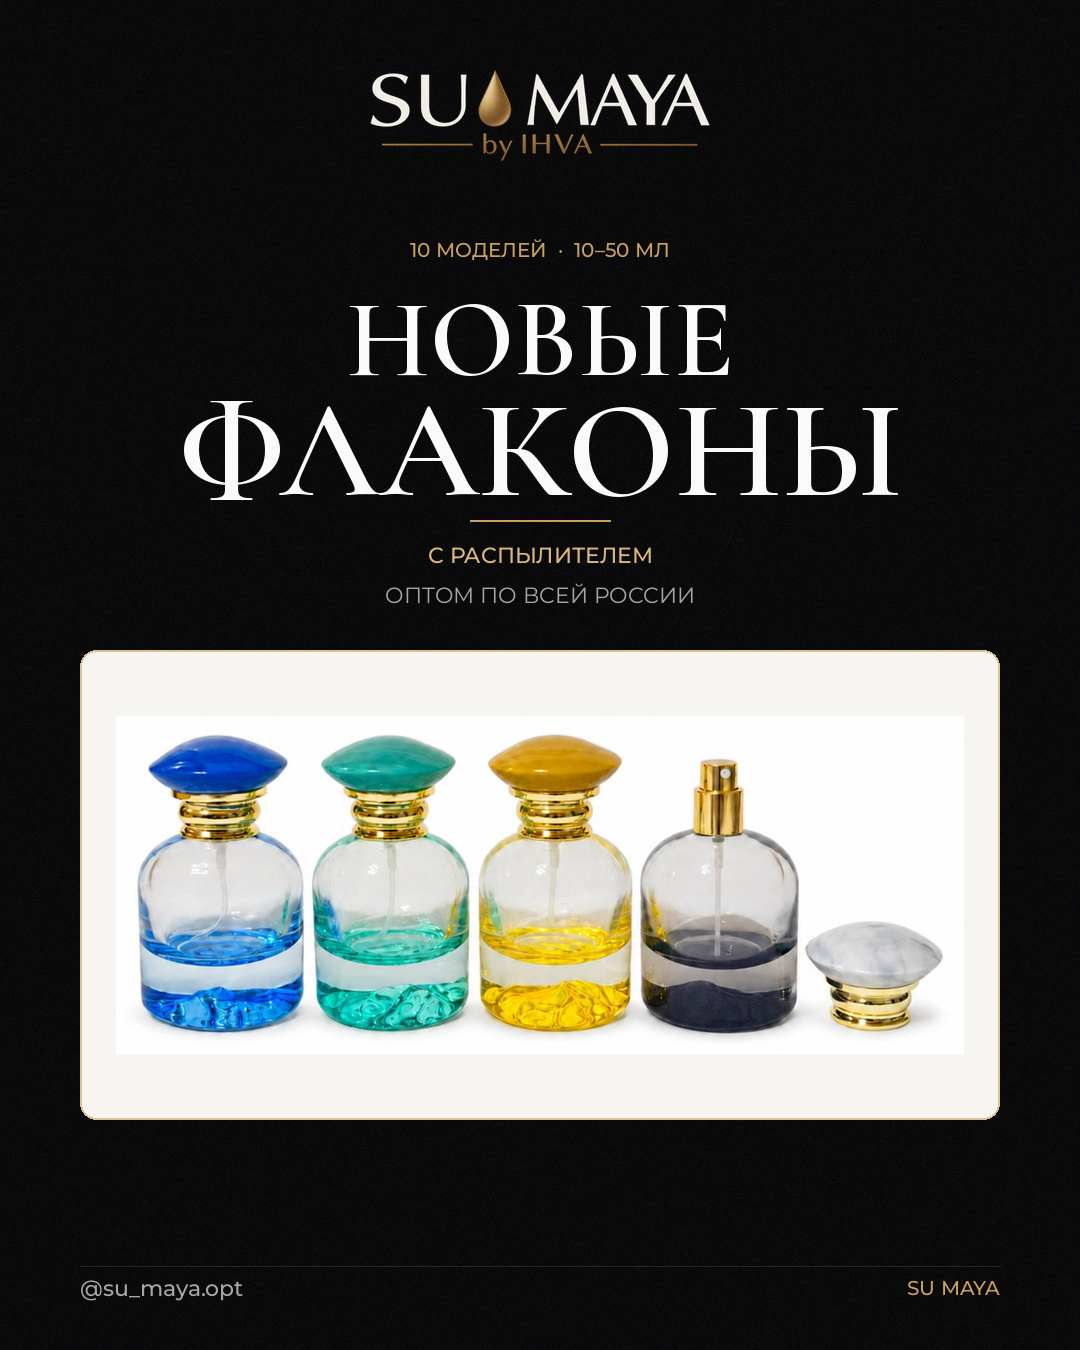 SU MAYA
by IHVA
10 МОДЕЛЕЙ · 10–50 МЛ
НОВЫЕ
ФЛАКОНЫ
С РАСПЫЛИТЕЛЕМ
ОПТОМ ПО ВСЕЙ РОССИИ
@su_maya.opt
SU MAYA